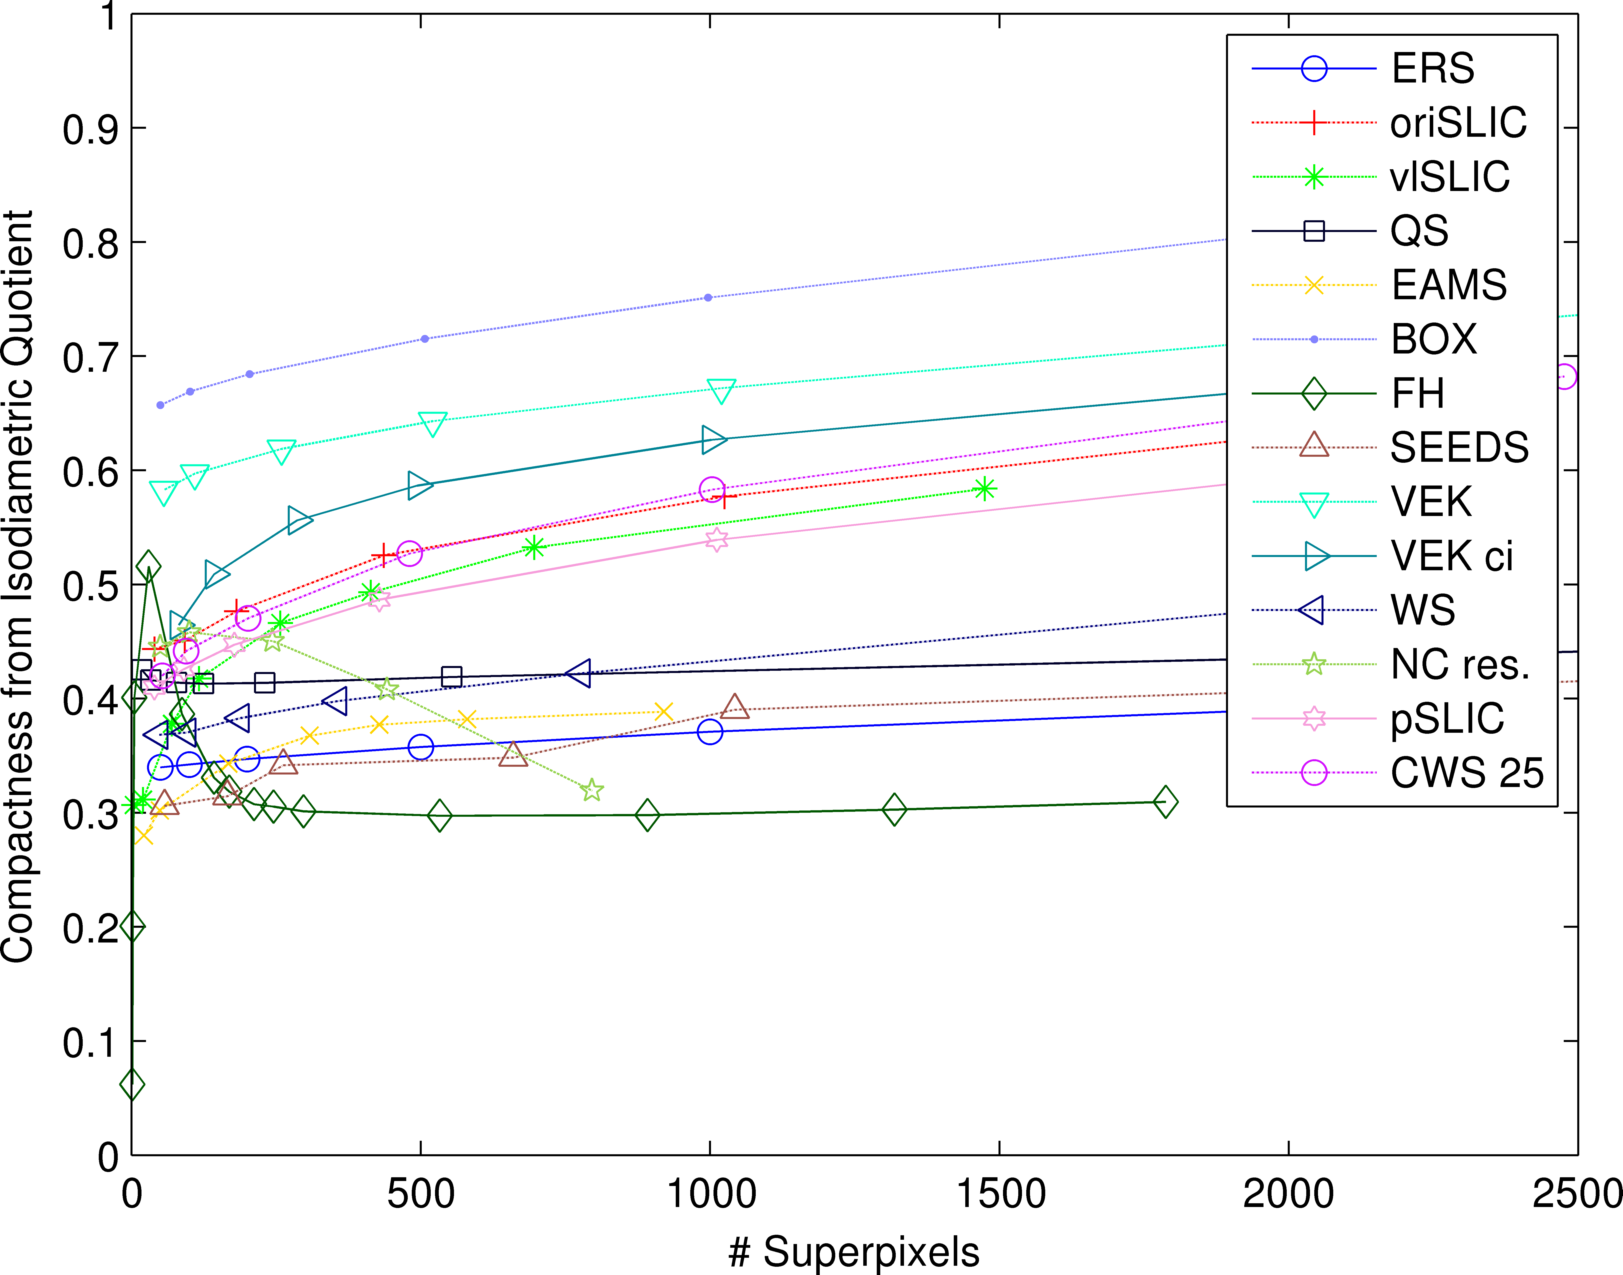 Compactness from Isodiametric Quotient
1
0.9
0.8
0.7
0.6
0.5
0.4
0.3
0.2
0.1
0
0 500 1000 1500 2000 2500
# Superpixels
ERS
oriSLIC
vlSLIC
QS
EAMS
BOX
FH
SEEDS
VEK
VEK ci
WS
NC res.
pSLIC
CWS 25